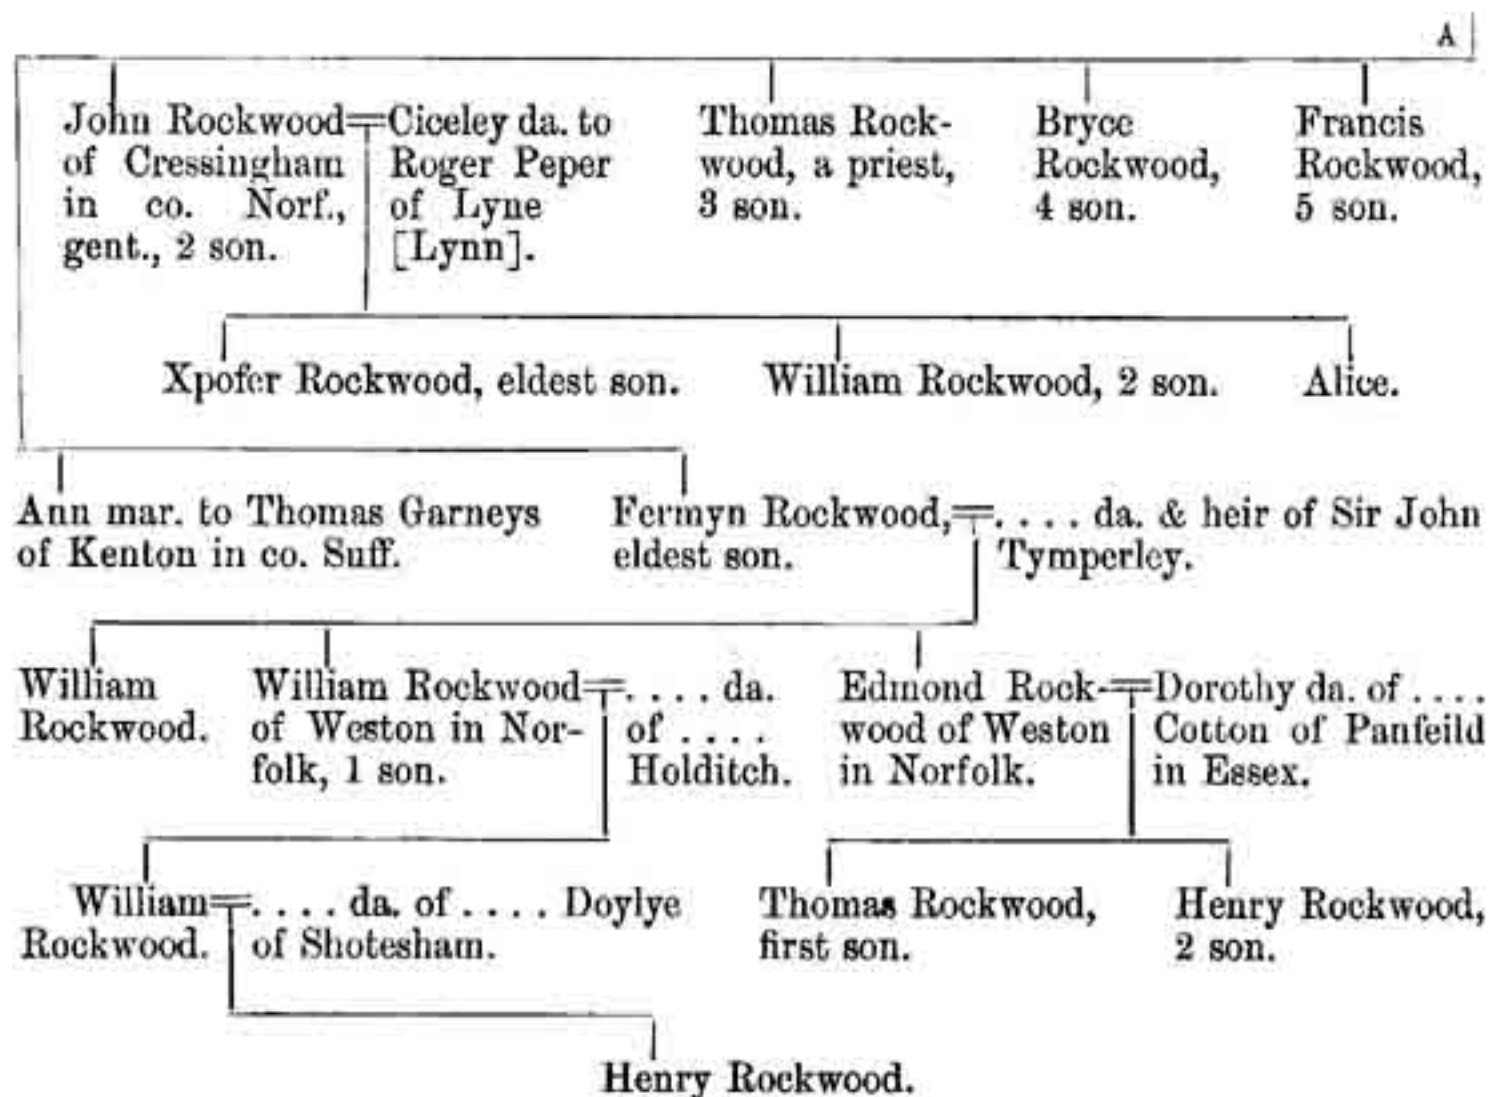 A
John Rockwood=Ciceley da. to
of Cressingham Roger Peper
in co. Norf., of Lyne
gent., 2 son. [Lynn].
Thomas Rock-
wood, a priest,
3 son.
Bryce
Rockwood,
4 son.
Francis
Rockwood,
5 son.
Xpofer Rockwood, eldest son.
William Rockwood, 2 son.
Alice.
Ann mar. to Thomas Garneys
of Kenton in co. Suff.
Fermyn Rockwood,=. . . . da. & heir of Sir John
eldest son. Tymperley.
William
Rockwood.
William Rockwood=. . . . da.
of Weston in Nor- of . . . .
folk, 1 son. Holditch.
Edmond Rock-=Dorothy da. of . . . .
wood of Weston Cotton of Panfeild
in Norfolk. in Essex.
William=. . . . da. of . . . . Doylye
Rockwood. of Shotesham.
Thomas Rockwood,
first son.
Henry Rockwood,
2 son.
Henry Rockwood.